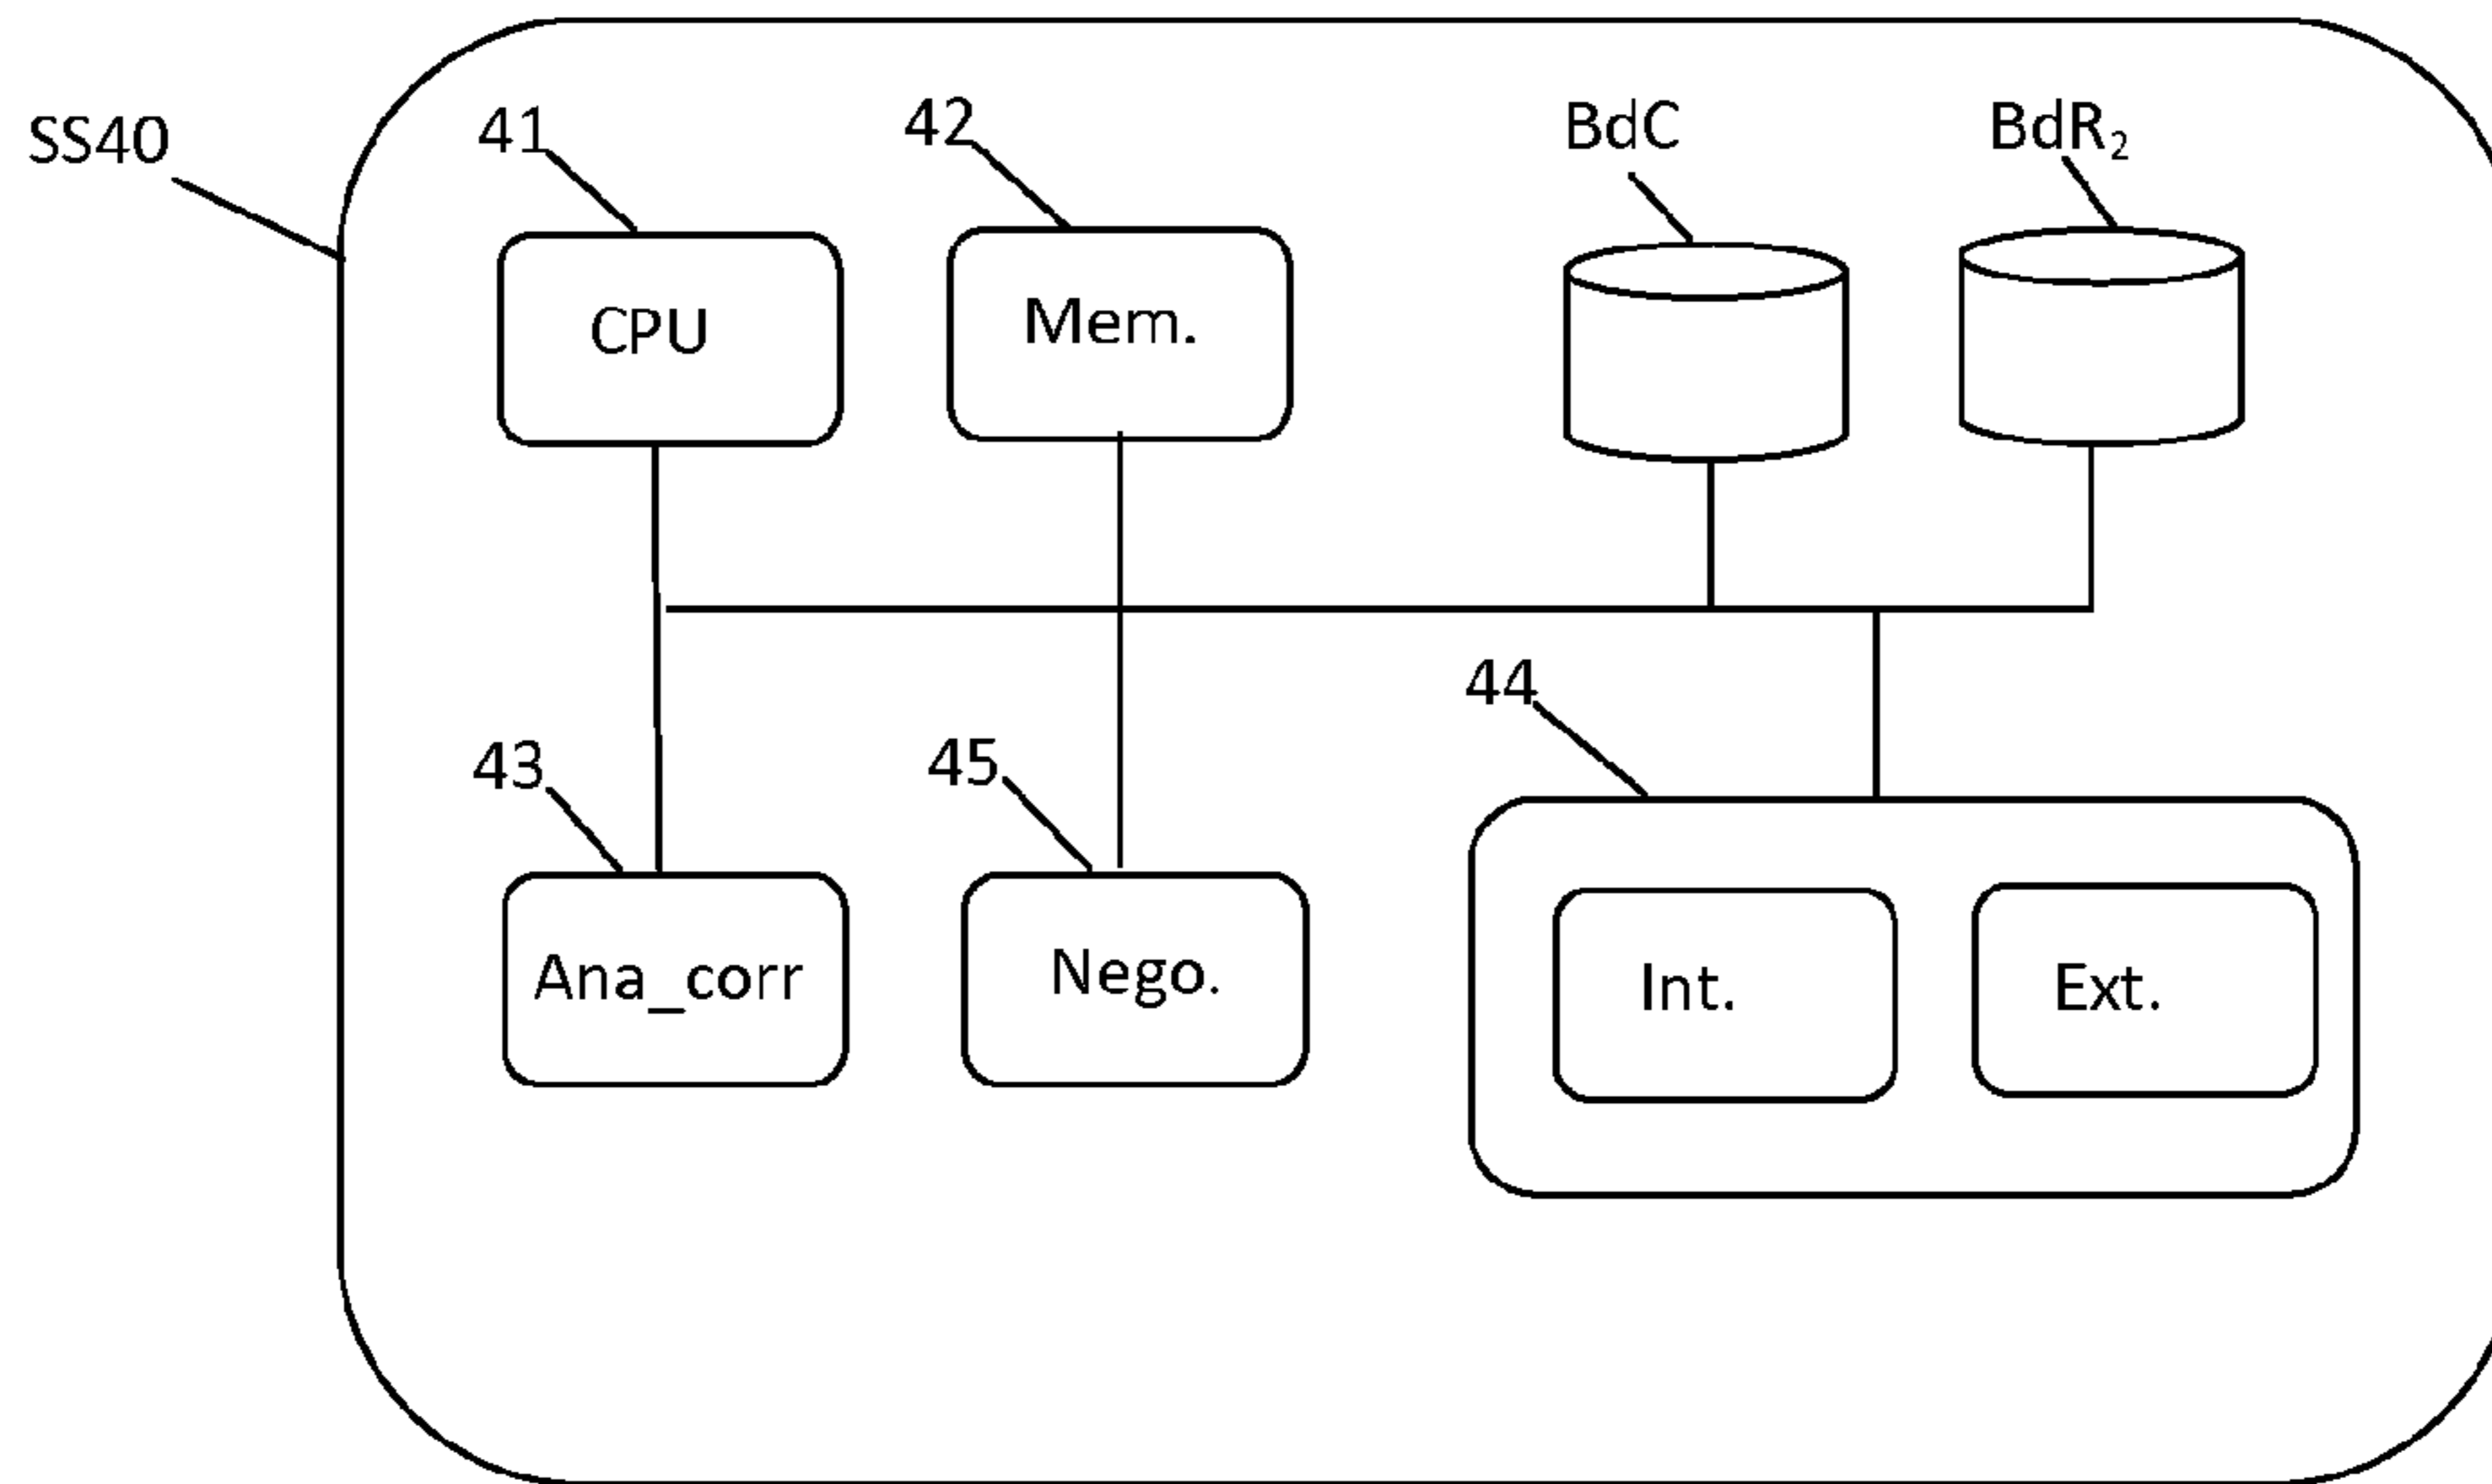 SS40
41
42
BdC
BdR₂
CPU
Mem.
44
43
45
Ana_corr
Nego.
Int.
Ext.